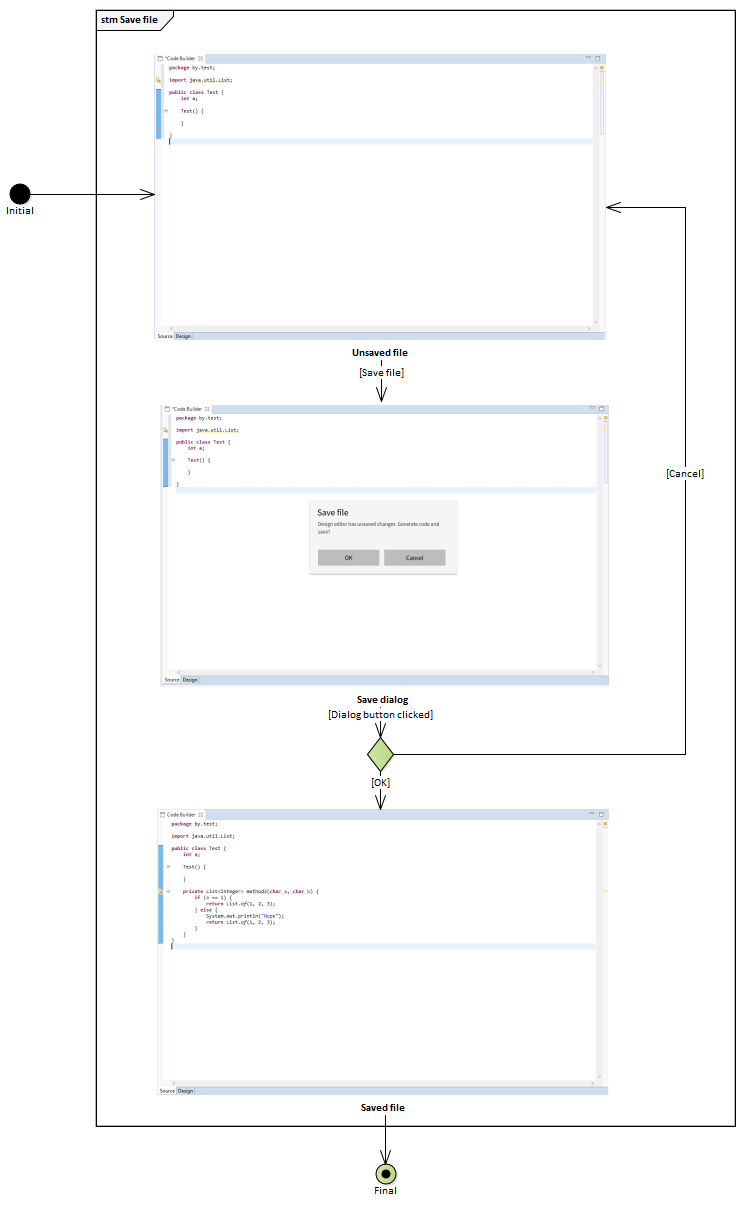 stm Save file
*Code Builder
package by.test;
import java.util.List;
public class Test {
int a;
Test() {
}
}
Initial
Source Design
Unsaved file
[Save file]
*Code Builder
package by.test;
import java.util.List;
public class Test {
int a;
Test() {
}
}
[Cancel]
Save file
Design editor has unsaved changes. Generate code and
save?
OK Cancel
Source Design
Save dialog
[Dialog button clicked]
[OK]
Code Builder
package by.test;
import java.util.List;
public class Test {
int a;
Test() {
}
private List<Integer> method3(char a, char b) {
if (a == 1) {
return List.of(1, 2, 3);
} else {
System.out.println("Nope");
return List.of(1, 2, 3);
}
}
}
Source Design
Saved file
Final